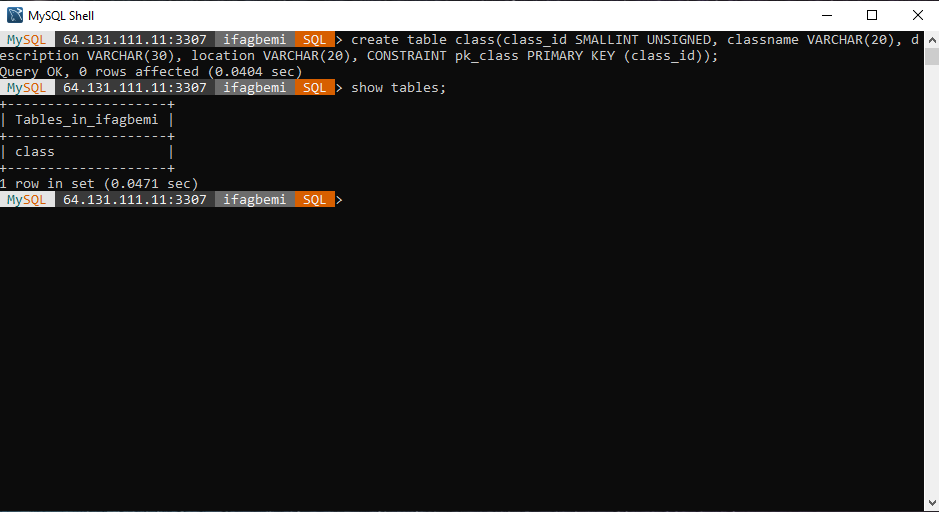 MySQL Shell
MySQL 64.131.111.11:3307 ifagbemi SQL > create table class(class_id SMALLINT UNSIGNED, classname VARCHAR(20), d
escription VARCHAR(30), location VARCHAR(20), CONSTRAINT pk_class PRIMARY KEY (class_id));
Query OK, 0 rows affected (0.0404 sec)
MySQL 64.131.111.11:3307 ifagbemi SQL > show tables;
+--------------------+
| Tables_in_ifagbemi |
+--------------------+
| class              |
+--------------------+
1 row in set (0.0471 sec)
MySQL 64.131.111.11:3307 ifagbemi SQL >